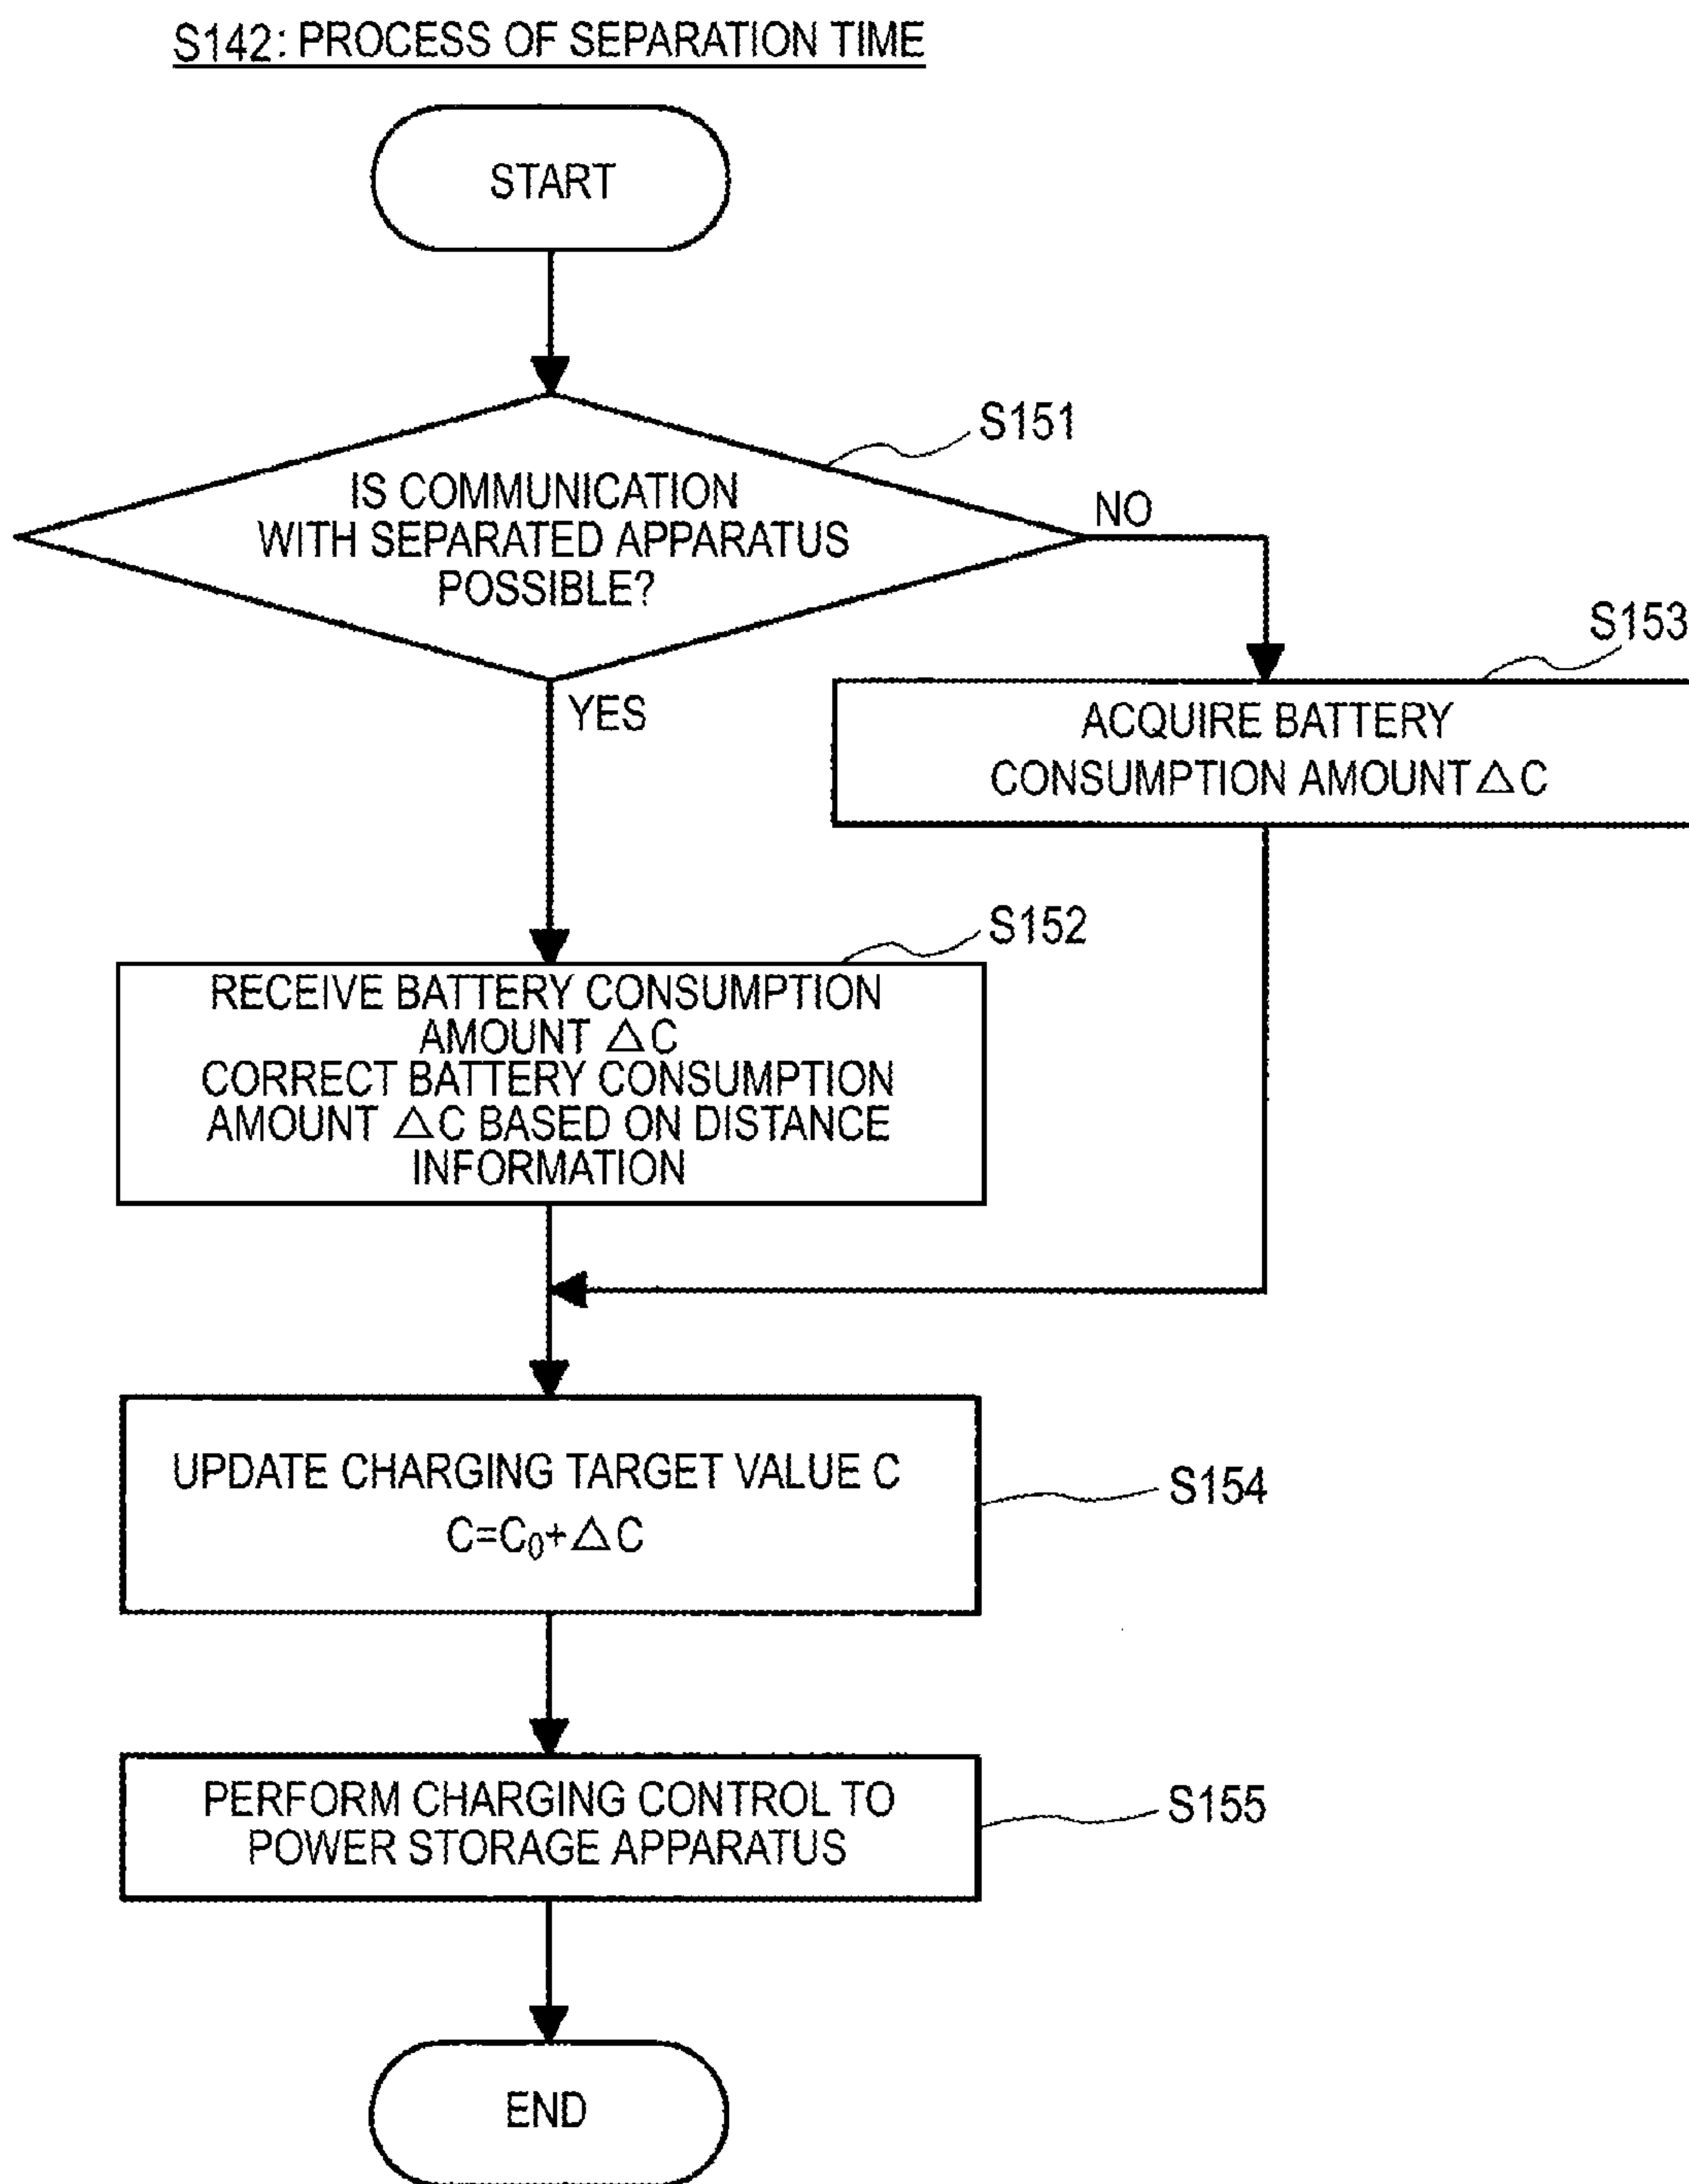 S142: PROCESS OF SEPARATION TIME
START
S151
IS COMMUNICATION
WITH SEPARATED APPARATUS
POSSIBLE?
NO
YES
S153
ACQUIRE BATTERY
CONSUMPTION AMOUNT △C
S152
RECEIVE BATTERY CONSUMPTION
AMOUNT △C
CORRECT BATTERY CONSUMPTION
AMOUNT △C BASED ON DISTANCE
INFORMATION
UPDATE CHARGING TARGET VALUE C
C=C₀+△C
S154
PERFORM CHARGING CONTROL TO
POWER STORAGE APPARATUS
S155
END